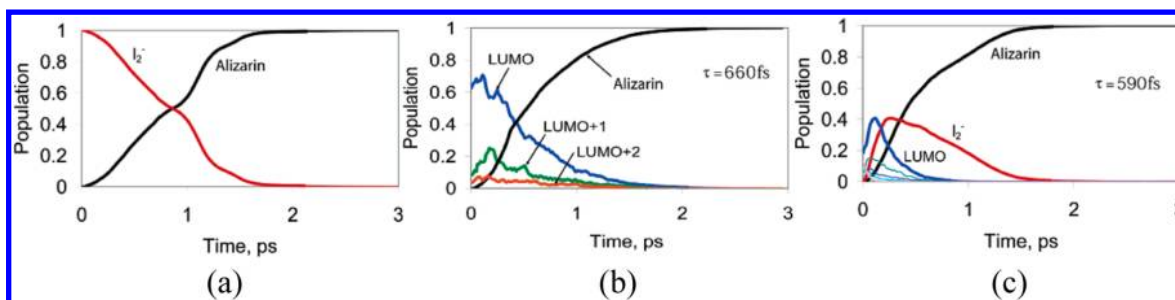 1
0.8
0.6
0.4
0.2
0
Population
I₂⁻
Alizarin
0 1 2 3
Time, ps
(a)
1
0.8
0.6
0.4
0.2
0
Population
LUMO
Alizarin
τ=660fs
LUMO+1
LUMO+2
0 1 2 3
Time, ps
(b)
1
0.8
0.6
0.4
0.2
0
Population
Alizarin
τ=590fs
I₂⁻
LUMO
0 1 2 3
Time, ps
(c)